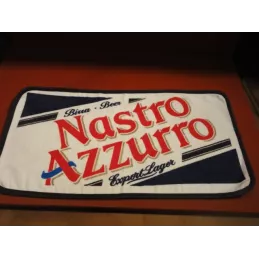 Birra · Beer
Nastro
Azzurro
Export Lager